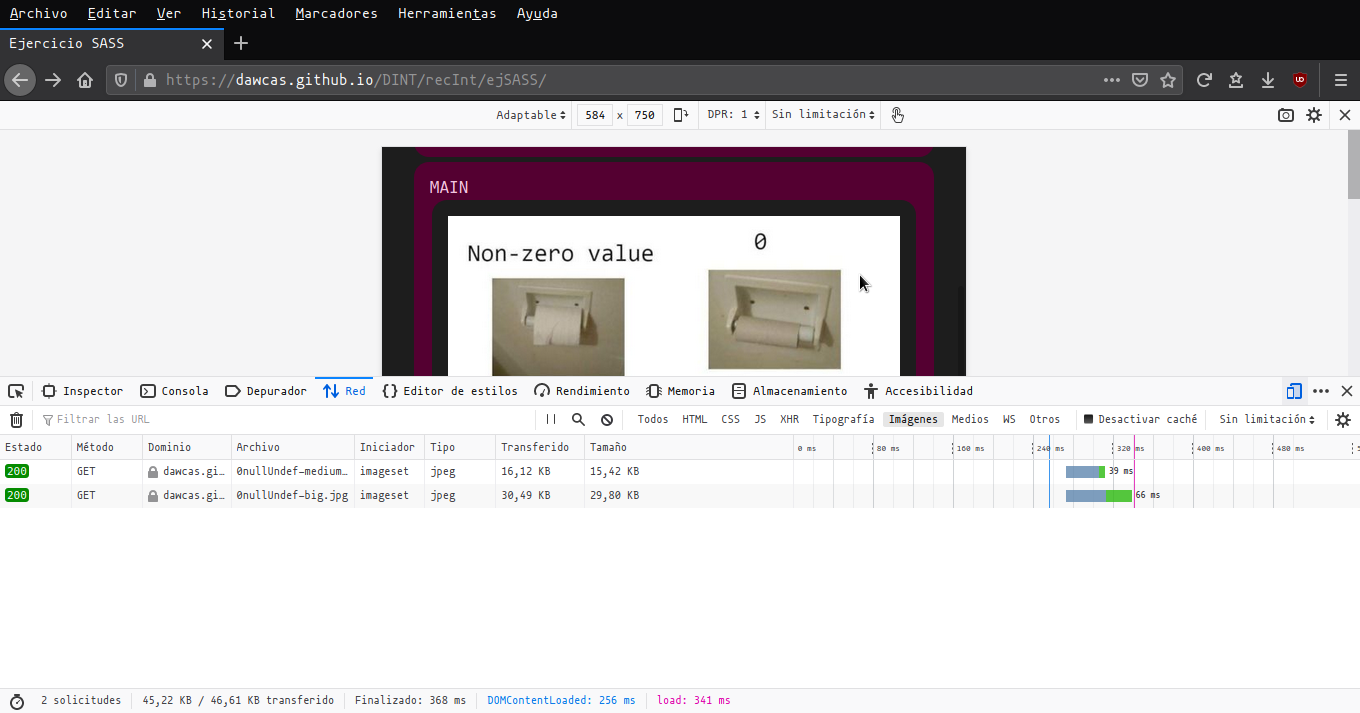 Archivo Editar Ver Historial Marcadores Herramientas Ayuda
Ejercicio SASS
https://dawcas.github.io/DINT/recInt/ejSASS/
Adaptable 584 x 750 DPR: 1 Sin limitación
MAIN
Non-zero value
0
Inspector Consola Depurador Red Editor de estilos Rendimiento Memoria Almacenamiento Accesibilidad
Filtrar las URL Todos HTML CSS JS XHR Tipografía Imágenes Medios WS Otros Desactivar caché Sin limitación
Estado Método Dominio Archivo Iniciador Tipo Transferido Tamaño 0 ms 80 ms 160 ms 240 ms 320 ms 400 ms 480 ms
200 GET dawcas.gi… 0nullUndef-medium… imageset jpeg 16,12 KB 15,42 KB 39 ms
200 GET dawcas.gi… 0nullUndef-big.jpg imageset jpeg 30,49 KB 29,80 KB 66 ms
2 solicitudes 45,22 KB / 46,61 KB transferido Finalizado: 368 ms DOMContentLoaded: 256 ms load: 341 ms